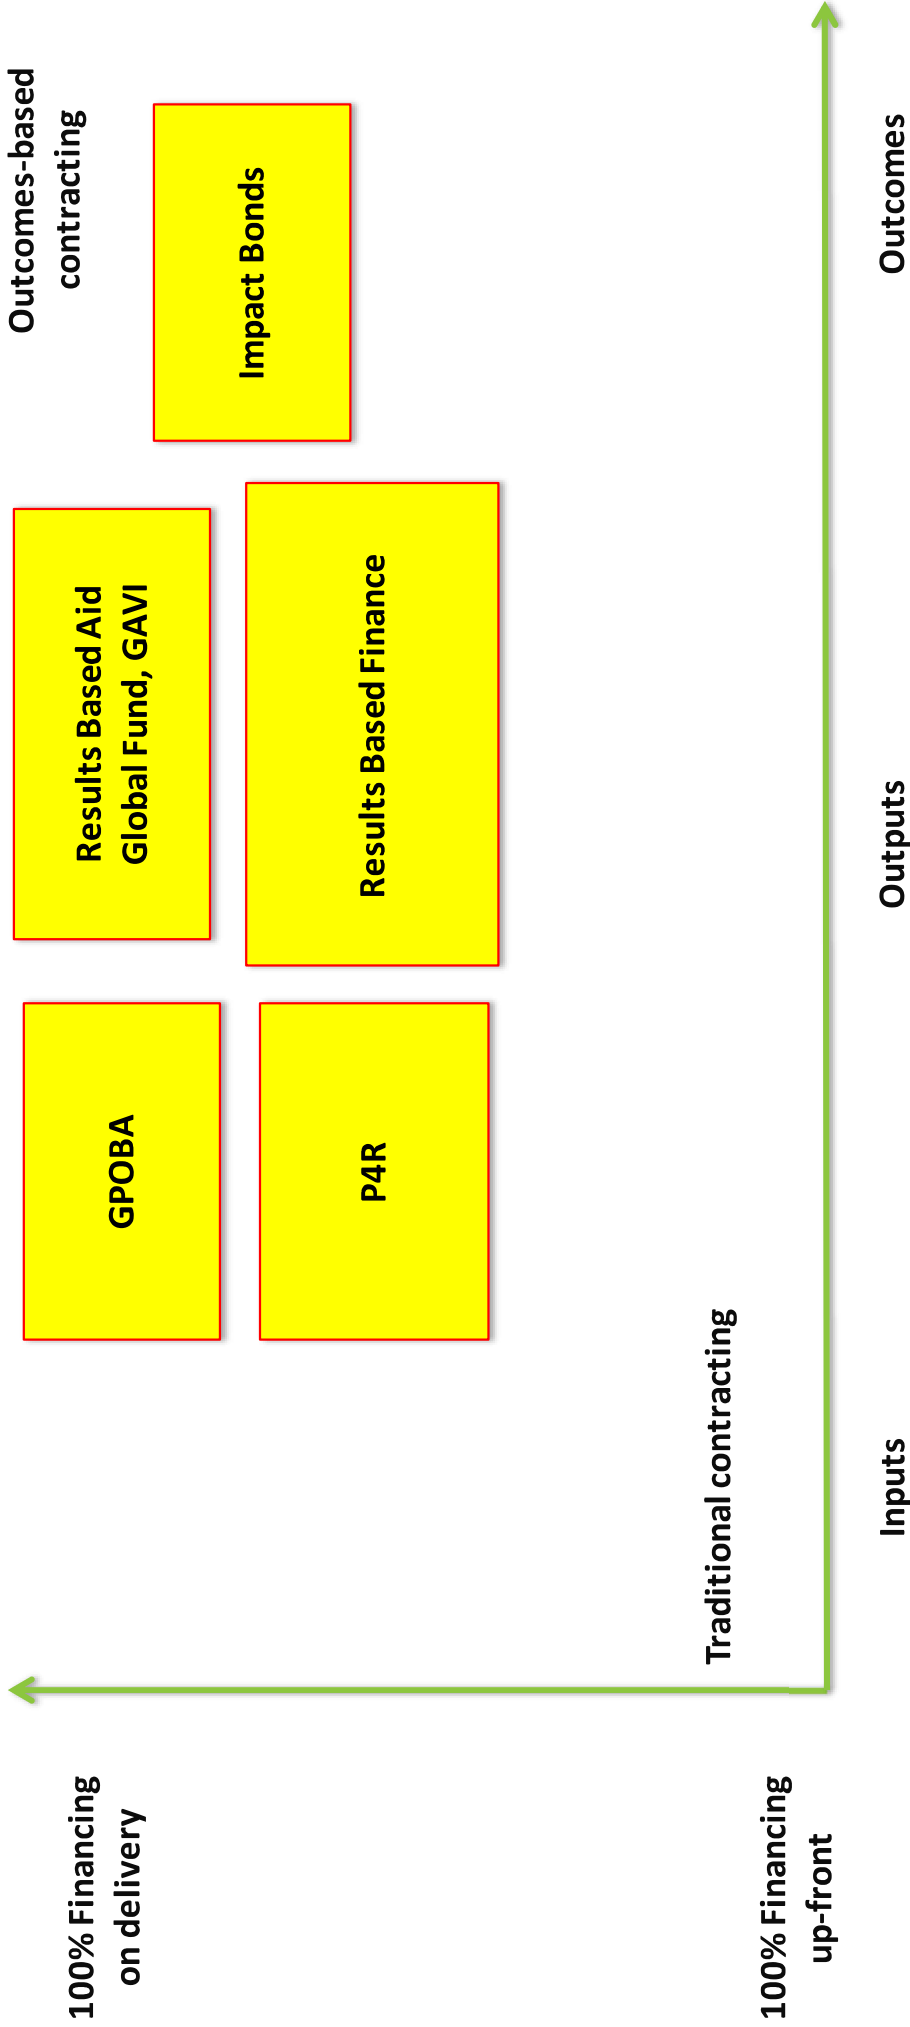 100% Financing
on delivery
Outcomes-based
contracting
GPOBA
Results Based Aid
Global Fund, GAVI
Impact Bonds
P4R
Results Based Finance
Traditional contracting
100% Financing
up-front
Inputs
Outputs
Outcomes